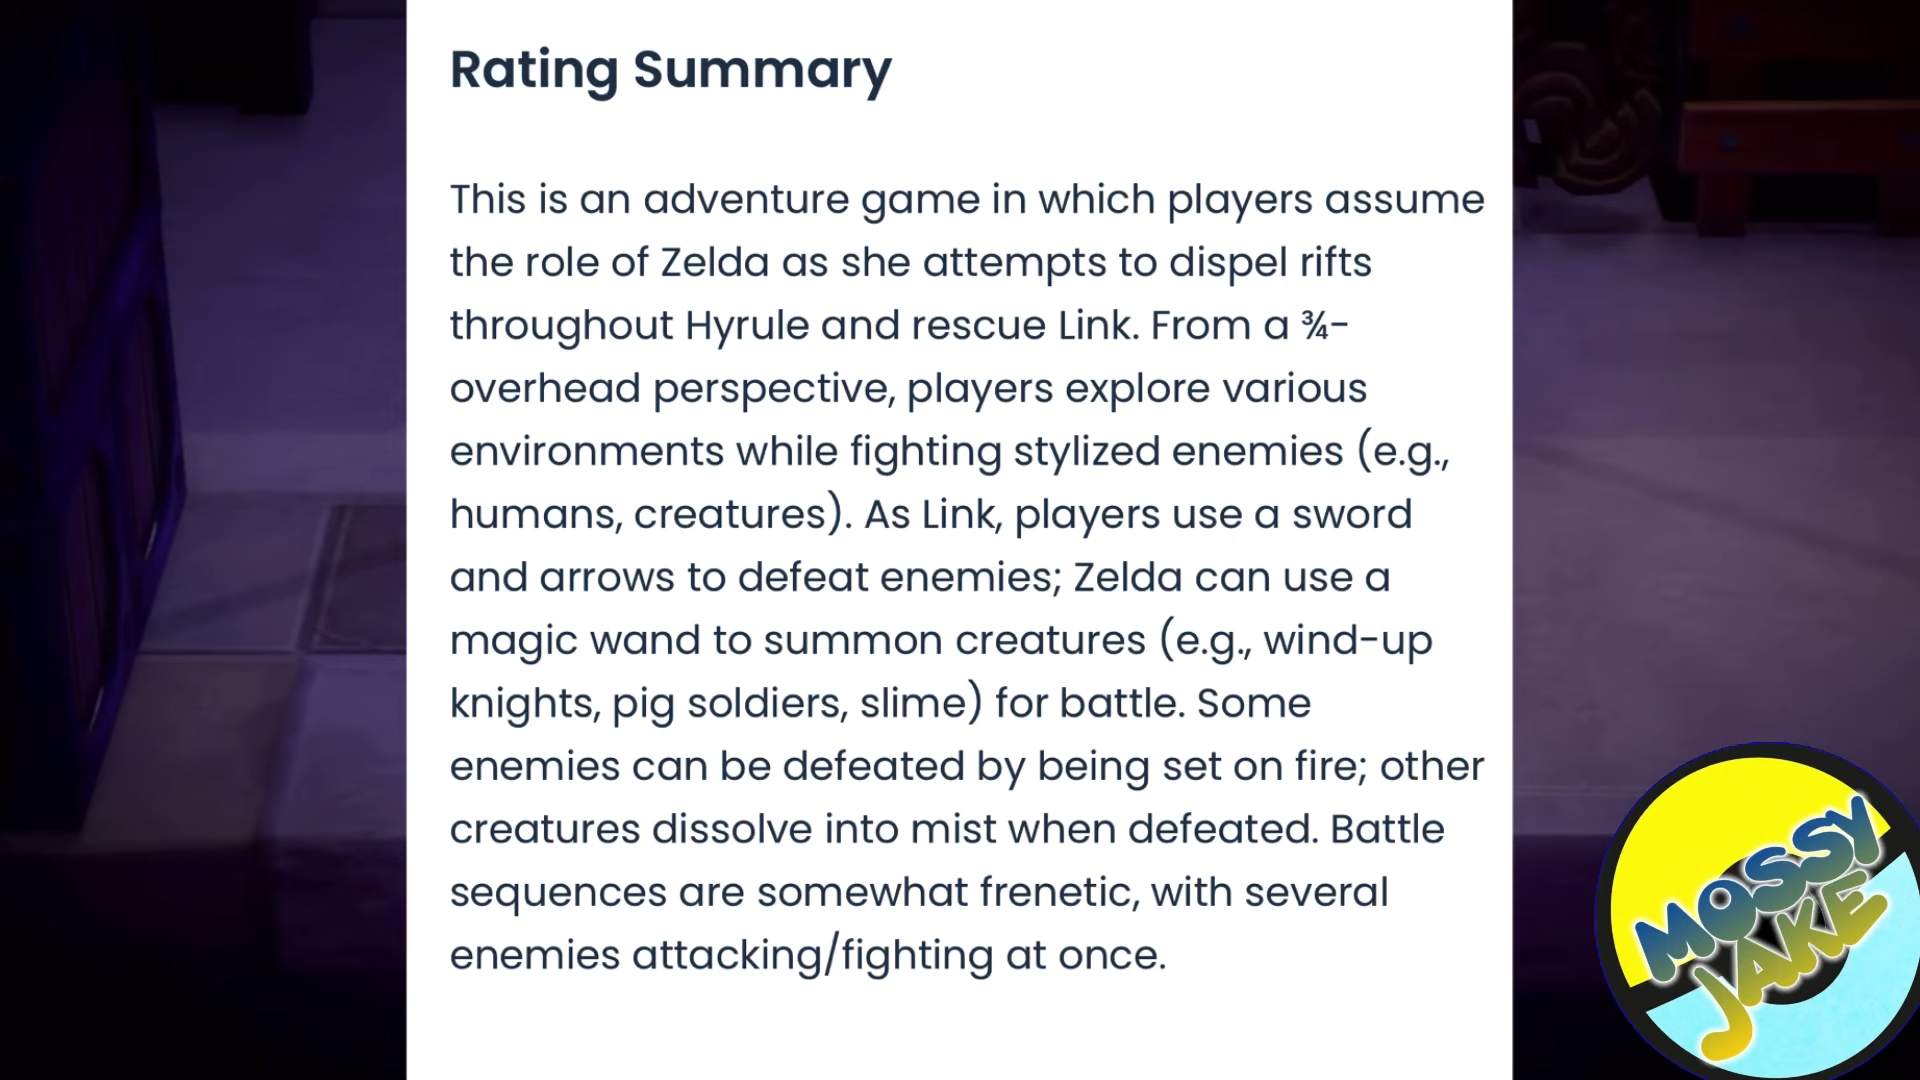 Rating Summary
This is an adventure game in which players assume
the role of Zelda as she attempts to dispel rifts
throughout Hyrule and rescue Link. From a ¾-
overhead perspective, players explore various
environments while fighting stylized enemies (e.g.,
humans, creatures). As Link, players use a sword
and arrows to defeat enemies; Zelda can use a
magic wand to summon creatures (e.g., wind-up
knights, pig soldiers, slime) for battle. Some
enemies can be defeated by being set on fire; other
creatures dissolve into mist when defeated. Battle
sequences are somewhat frenetic, with several
enemies attacking/fighting at once.
MOSSY
JAKE